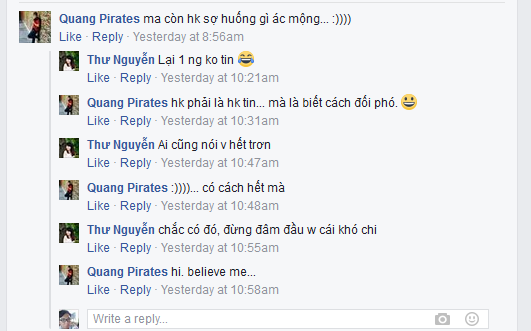 Quang Pirates ma còn hk sợ huống gì ác mộng... :))))
Like · Reply · Yesterday at 8:56am
Thư Nguyễn Lại 1 ng ko tin 😂
Like · Reply · Yesterday at 10:21am
Quang Pirates hk phải là hk tin... mà là biết cách đối phó. 😀
Like · Reply · Yesterday at 10:31am
Thư Nguyễn Ai cũng nói v hết trơn
Like · Reply · Yesterday at 10:47am
Quang Pirates :))))... có cách hết mà
Like · Reply · Yesterday at 10:48am
Thư Nguyễn chắc có đó, đừng đâm đầu w cái khó chi
Like · Reply · Yesterday at 10:55am
Quang Pirates hi. believe me...
Like · Reply · Yesterday at 10:58am
Write a reply...